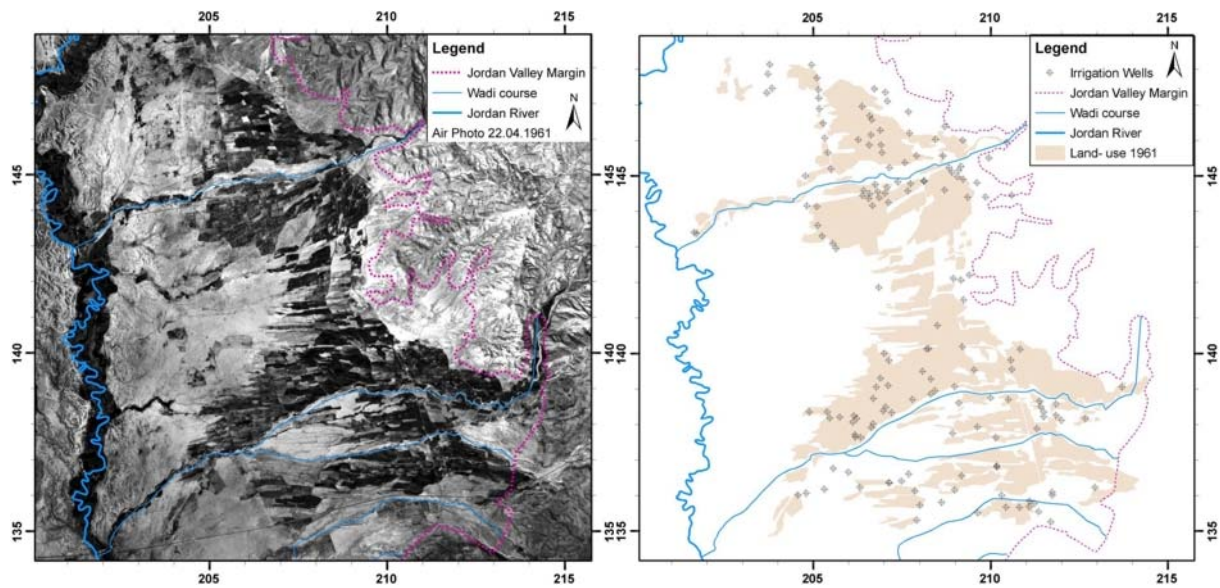 205 210 215
Legend
Jordan Valley Margin
Wadi course
Jordan River
Air Photo 22.04.1961
N
145
140
135
145
140
135
205 210 215
205 210 215
Legend
Irrigation Wells
Jordan Valley Margin
Wadi course
Jordan River
Land- use 1961
N
145
140
135
145
140
135
205 210 215